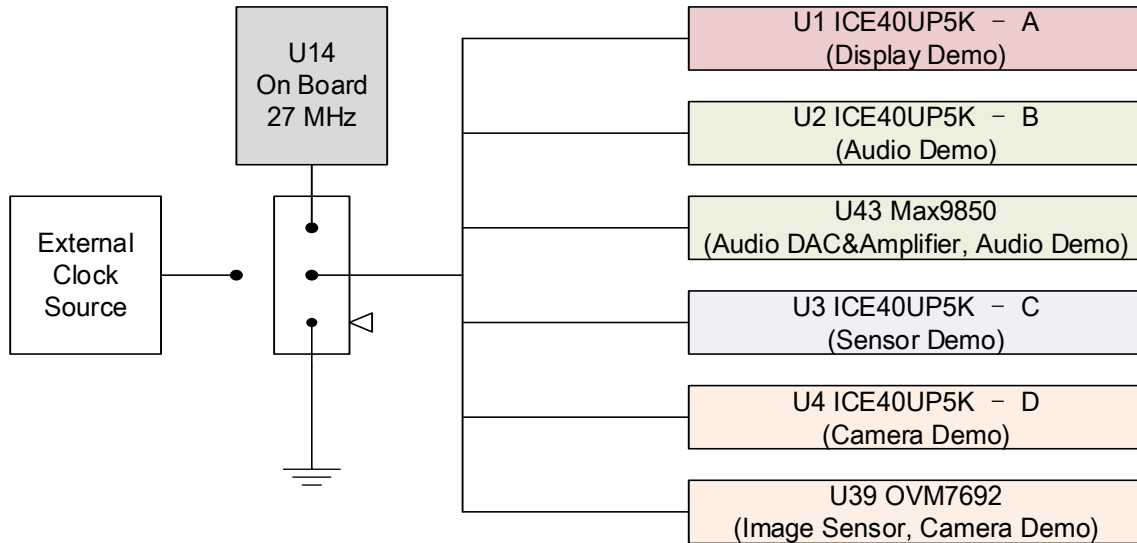 U14
On Board
27 MHz
External
Clock
Source
U1 ICE40UP5K – A
(Display Demo)
U2 ICE40UP5K – B
(Audio Demo)
U43 Max9850
(Audio DAC&Amplifier, Audio Demo)
U3 ICE40UP5K – C
(Sensor Demo)
U4 ICE40UP5K – D
(Camera Demo)
U39 OVM7692
(Image Sensor, Camera Demo)